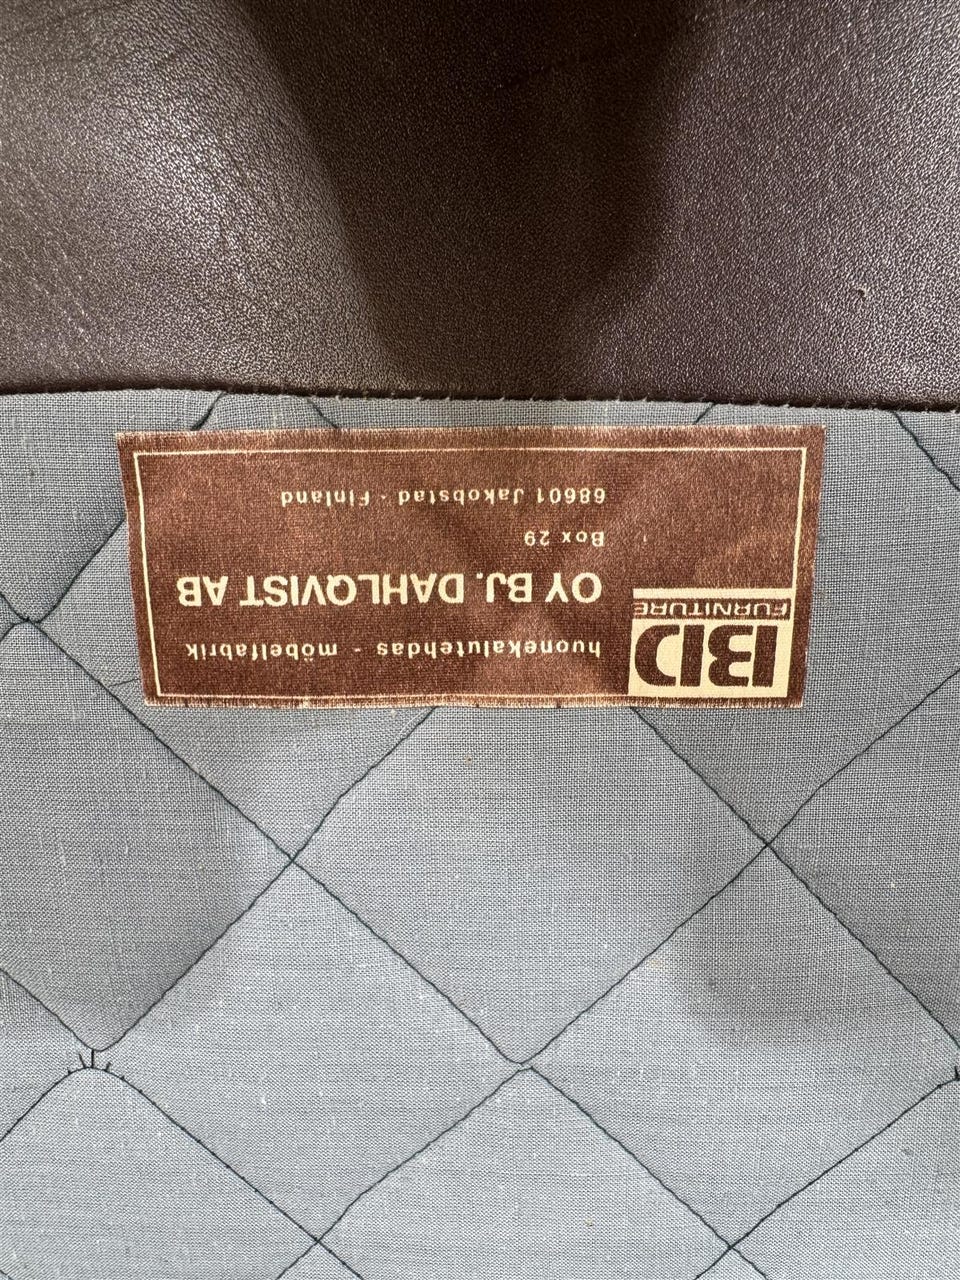 BD
FURNITURE
huonekalutehdas - möbelfabrik
OY BJ. DAHLQVIST AB
Box 29
68601 Jakobstad - Finland